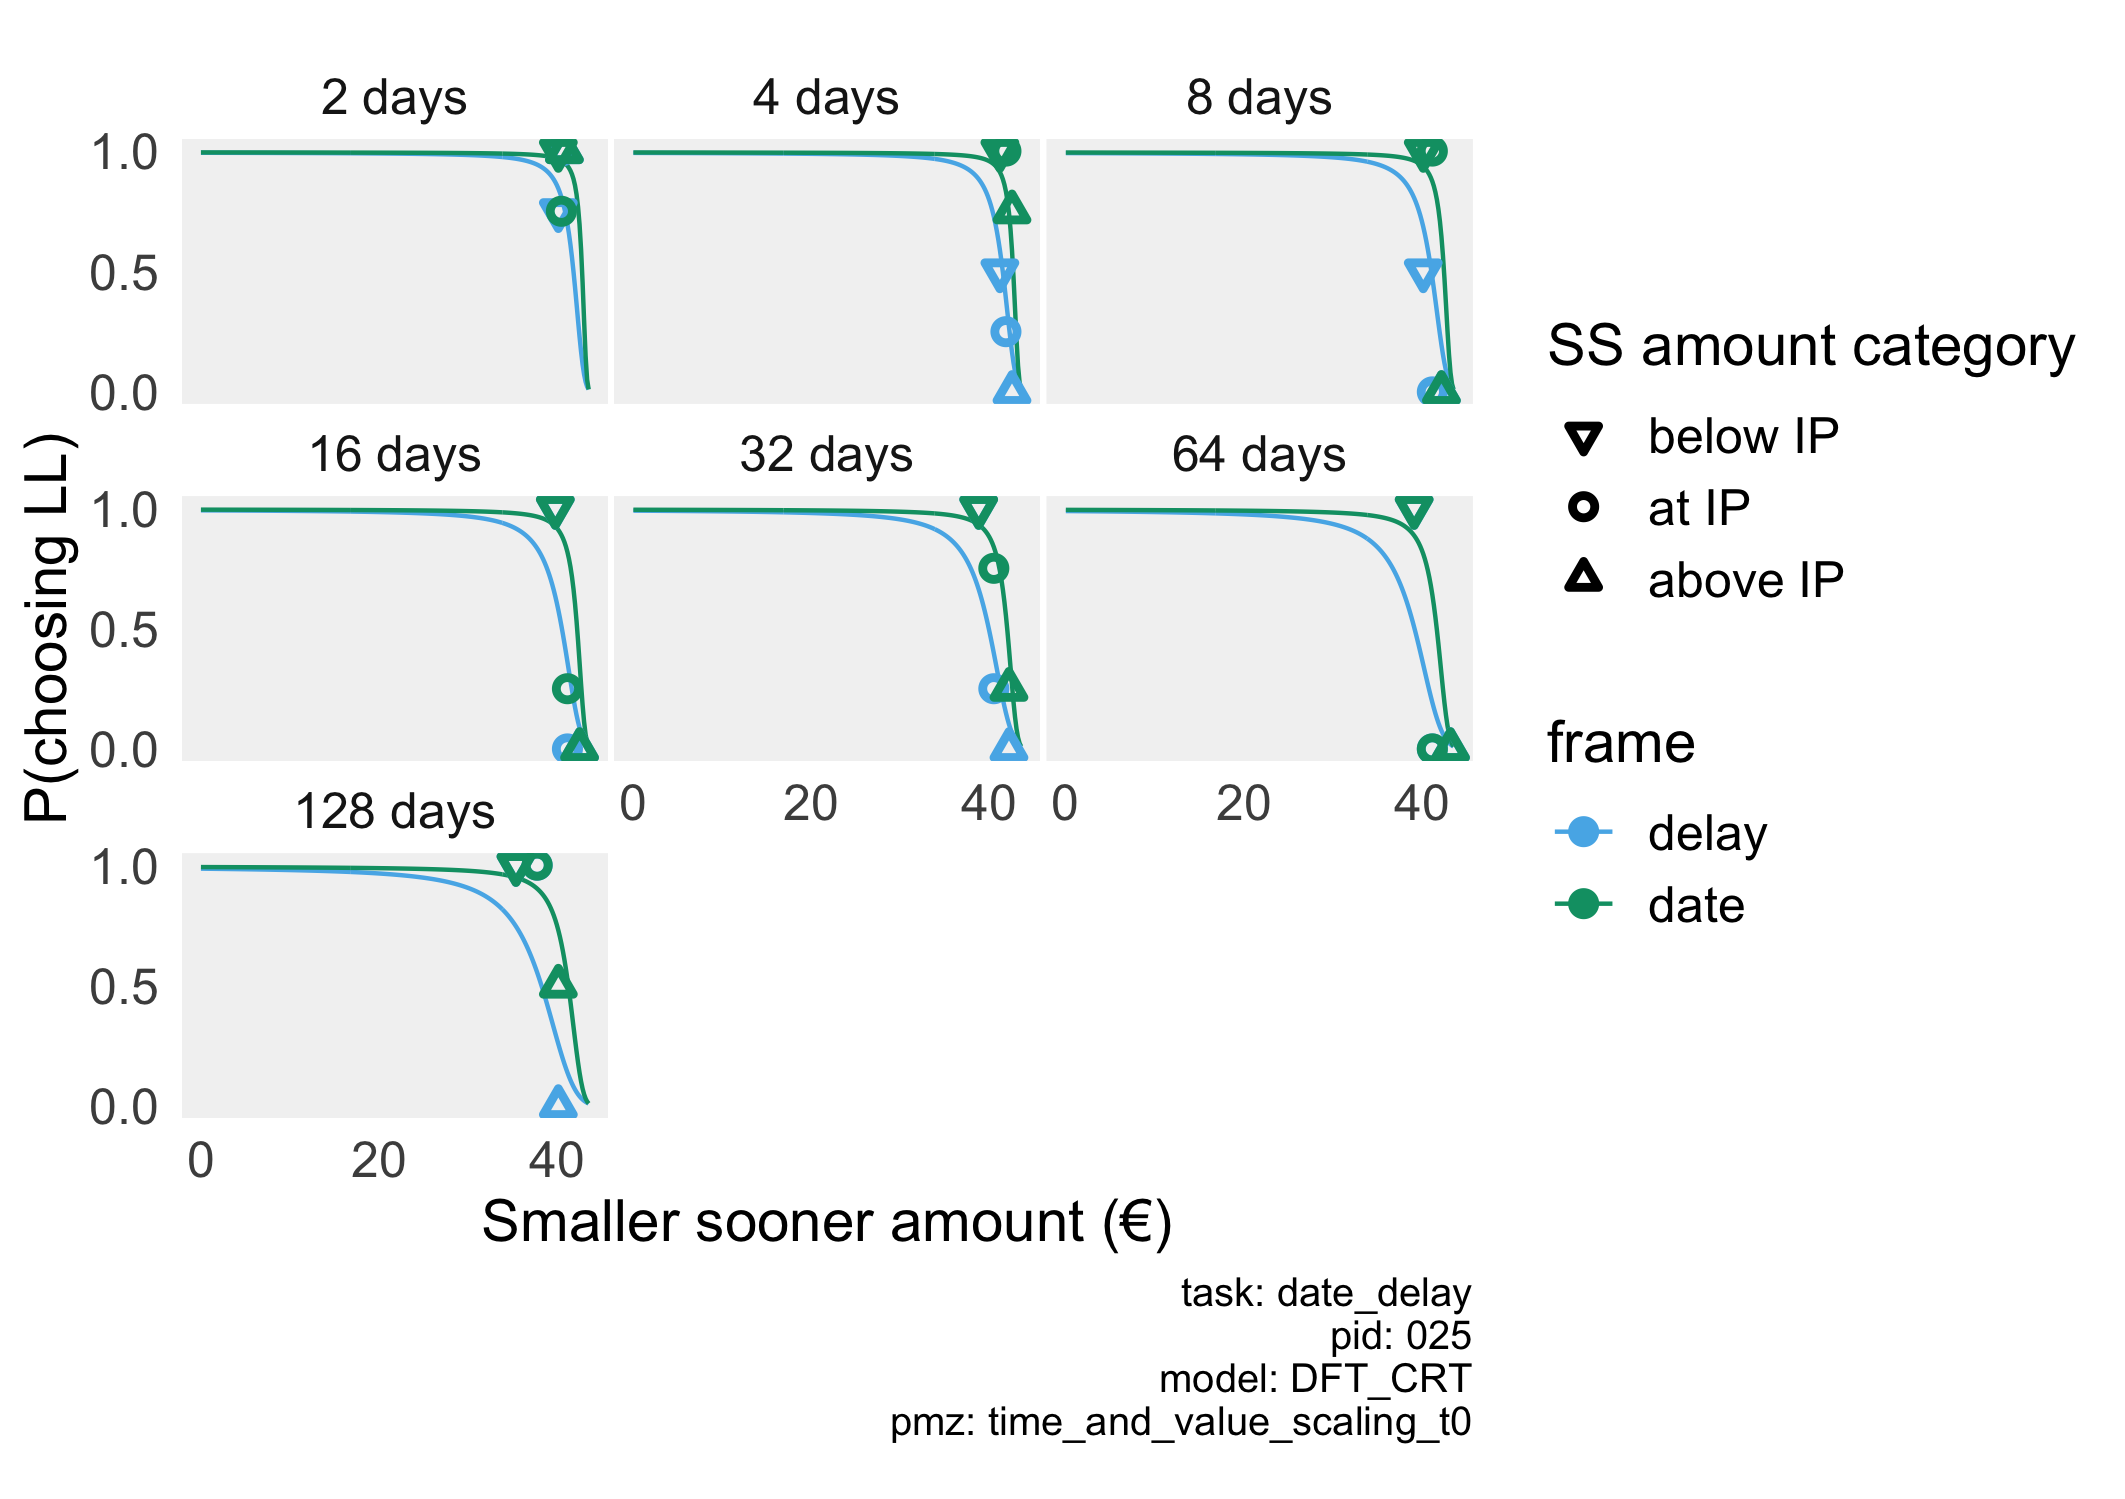 2 days
4 days
8 days
1.0
0.5
0.0
16 days
32 days
64 days
1.0
0.5
0.0
0
20
40
0
20
40
128 days
1.0
0.5
0.0
0
20
40
P(choosing LL)
Smaller sooner amount (€)
SS amount category
below IP
at IP
above IP
frame
delay
date
task: date_delay
pid: 025
model: DFT_CRT
pmz: time_and_value_scaling_t0